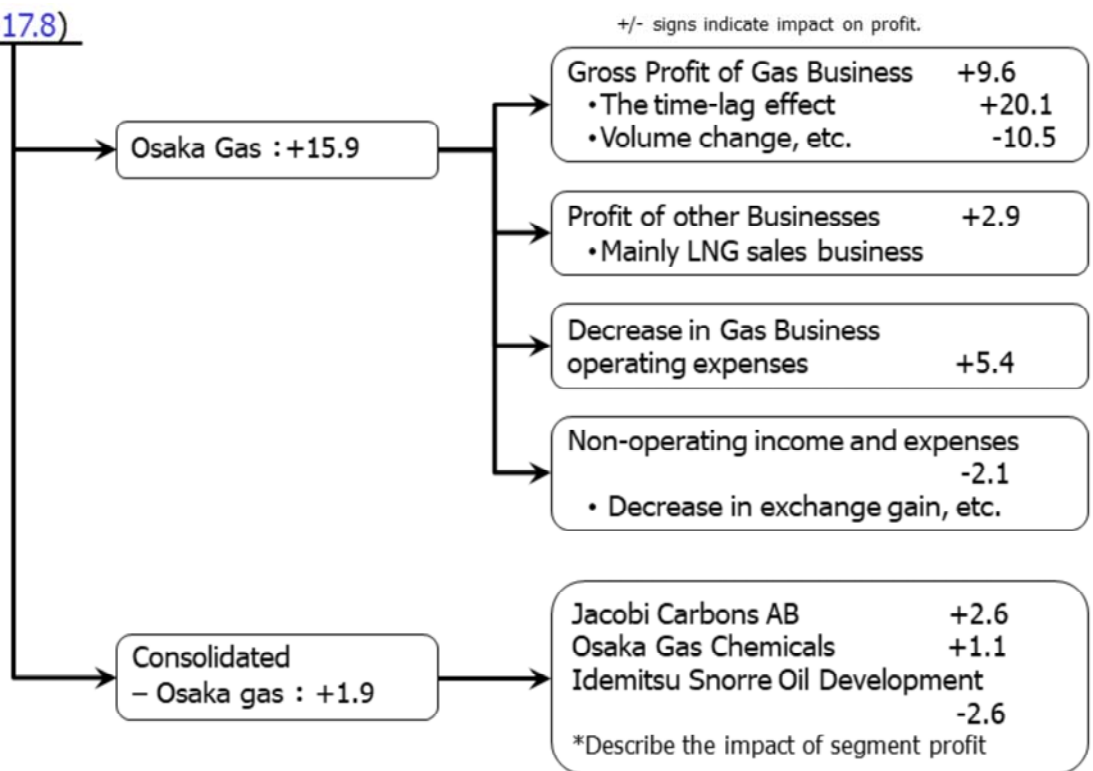 17.8)
+/- signs indicate impact on profit.
Osaka Gas：+15.9
Gross Profit of Gas Business +9.6
・The time-lag effect +20.1
・Volume change, etc. -10.5
Profit of other Businesses +2.9
・Mainly LNG sales business
Decrease in Gas Business
operating expenses +5.4
Non-operating income and expenses
-2.1
・ Decrease in exchange gain, etc.
Consolidated
– Osaka gas：+1.9
Jacobi Carbons AB +2.6
Osaka Gas Chemicals +1.1
Idemitsu Snorre Oil Development
-2.6
*Describe the impact of segment profit